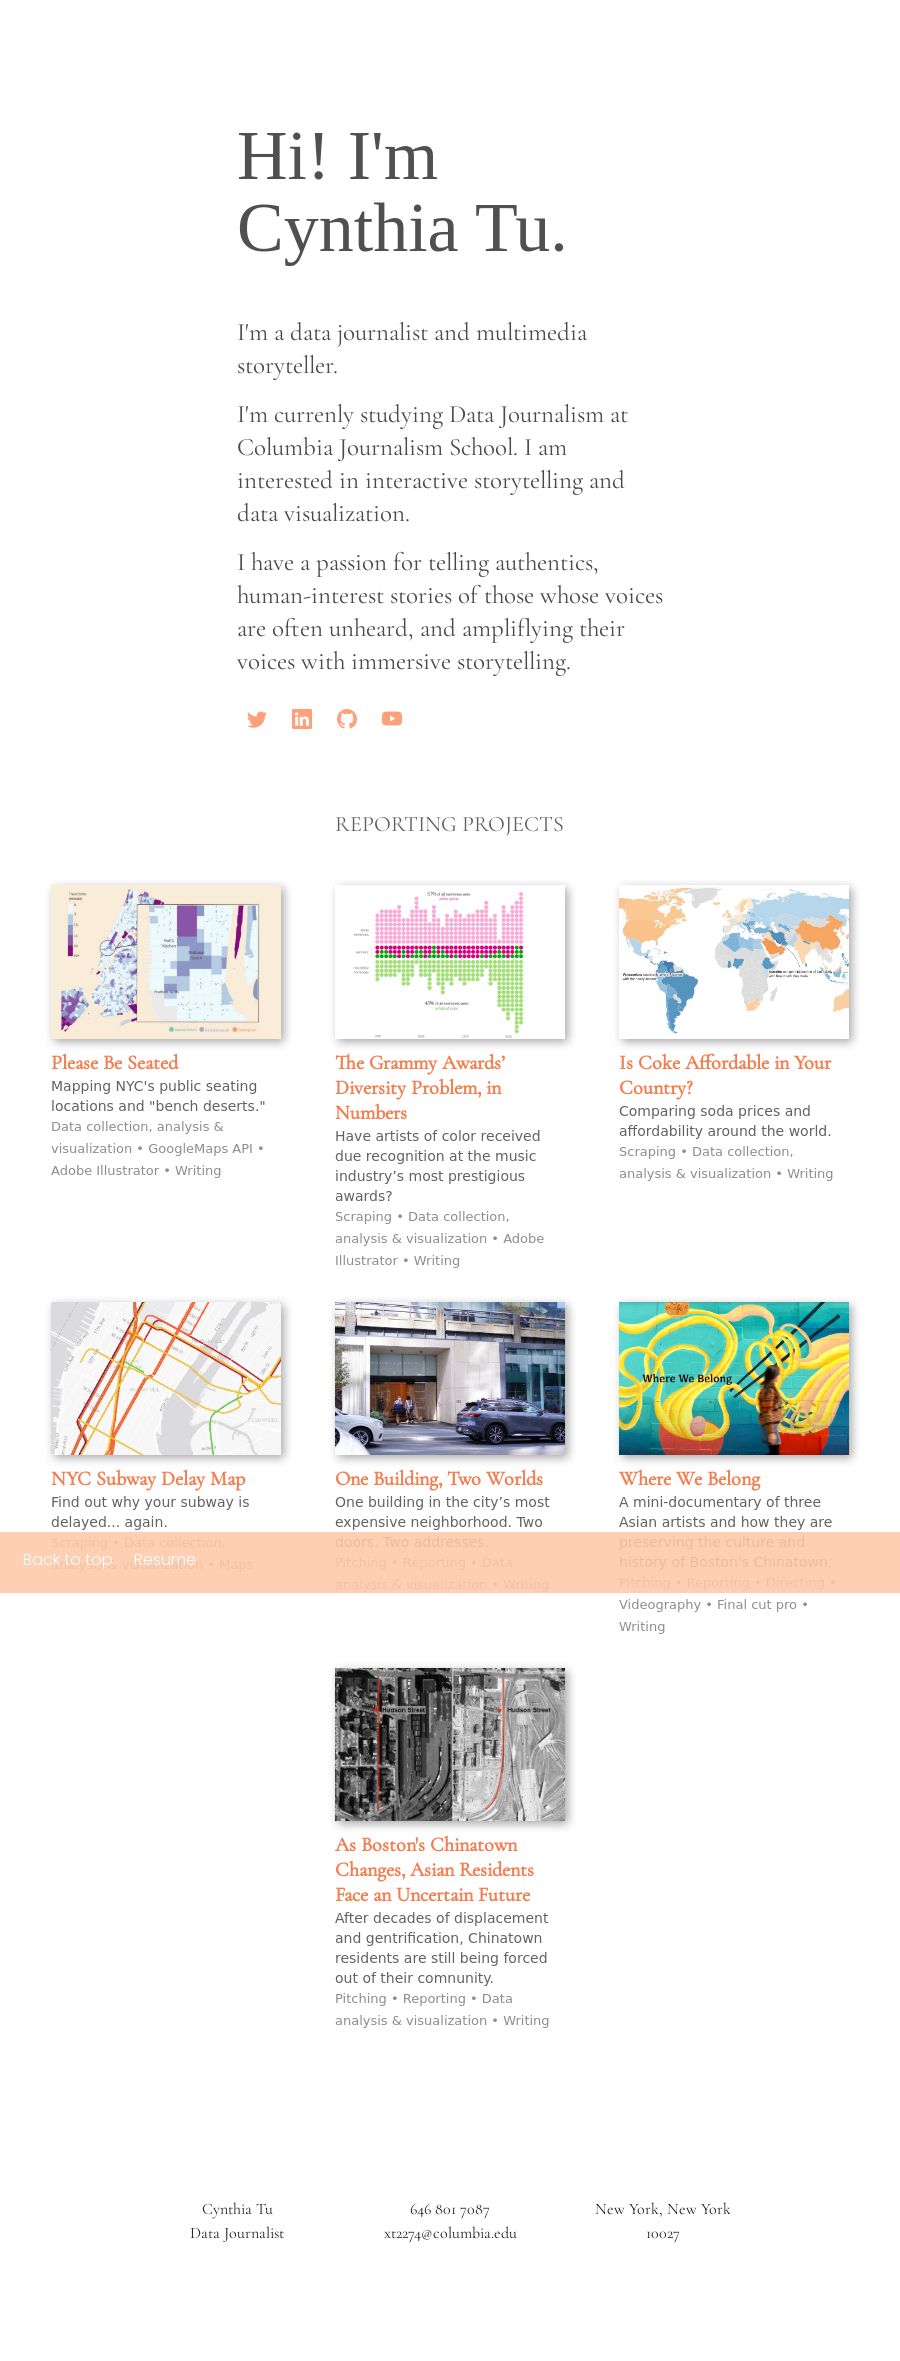 Hi! I'm
Cynthia Tu.
I'm a data journalist and multimedia
storyteller.
I'm currenly studying Data Journalism at
Columbia Journalism School. I am
interested in interactive storytelling and
data visualization.
I have a passion for telling authentics,
human-interest stories of those whose voices
are often unheard, and ampliflying their
voices with immersive storytelling.
REPORTING PROJECTS
Please Be Seated
Mapping NYC's public seating
locations and "bench deserts."
Data collection, analysis &
visualization • GoogleMaps API •
Adobe Illustrator • Writing
The Grammy Awards’
Diversity Problem, in
Numbers
Have artists of color received
due recognition at the music
industry’s most prestigious
awards?
Scraping • Data collection,
analysis & visualization • Adobe
Illustrator • Writing
Is Coke Affordable in Your
Country?
Comparing soda prices and
affordability around the world.
Scraping • Data collection,
analysis & visualization • Writing
NYC Subway Delay Map
Find out why your subway is
delayed... again.
Scraping • Data collection,
analysis & visualization • Maps
One Building, Two Worlds
One building in the city’s most
expensive neighborhood. Two
doors. Two addresses.
Pitching • Reporting • Data
analysis & visualization • Writing
Where We Belong
Where We Belong
A mini-documentary of three
Asian artists and how they are
preserving the culture and
history of Boston's Chinatown.
Pitching • Reporting • Directing •
Videography • Final cut pro •
Writing
Back to top Resume
Hudson Street
Hudson Street
As Boston's Chinatown
Changes, Asian Residents
Face an Uncertain Future
After decades of displacement
and gentrification, Chinatown
residents are still being forced
out of their comnunity.
Pitching • Reporting • Data
analysis & visualization • Writing
Cynthia Tu
Data Journalist
646 801 7087
xt2274@columbia.edu
New York, New York
10027